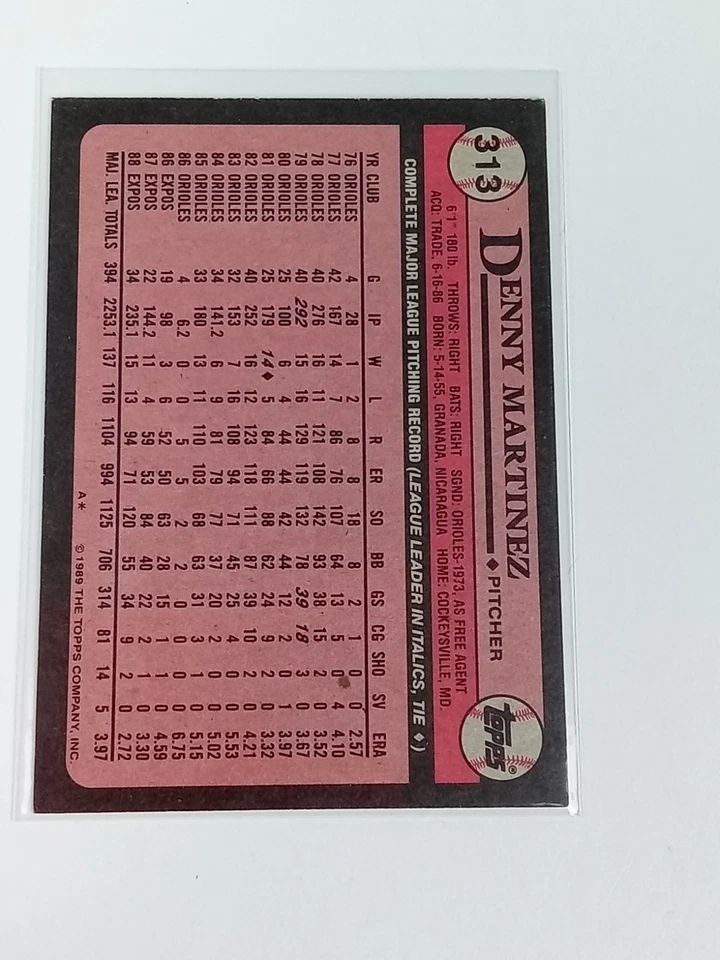 313
DENNY MARTINEZ ♦ PITCHER
TOPPS®
6'1" 180 lb. THROWS: RIGHT BATS: RIGHT SGND: ORIOLES-1973, AS FREE AGENT
ACQ: TRADE, 6-16-86 BORN: 5-14-55, GRANADA, NICARAGUA HOME: COCKEYSVILLE, MD.
COMPLETE MAJOR LEAGUE PITCHING RECORD (LEAGUE LEADER IN ITALICS, TIE ♦)
YR CLUB G IP W L R ER SO BB GS CG SHO SV ERA
76 ORIOLES 4 28 1 2 8 8 18 8 2 1 0 0 2.57
77 ORIOLES 42 167 14 7 86 76 107 64 13 5 0 4 4.10
78 ORIOLES 40 276 16 11 121 108 142 93 38 15 2 0 3.52
79 ORIOLES 40 292 15 16 129 119 132 78 39 18 3 0 3.67
80 ORIOLES 25 100 6 4 44 44 42 44 12 2 0 1 3.97
81 ORIOLES 25 179 14♦ 5 84 66 88 62 24 9 2 0 3.32
82 ORIOLES 40 252 16 12 123 118 111 87 39 10 2 0 4.21
83 ORIOLES 32 153 7 16 108 94 71 45 25 4 0 0 5.53
84 ORIOLES 34 141.2 6 9 81 79 77 37 20 2 0 0 5.02
85 ORIOLES 33 180 13 11 110 103 68 63 31 3 1 0 5.15
86 ORIOLES 4 6.2 0 0 5 5 2 2 0 0 0 0 6.75
86 EXPOS 19 98 3 6 52 50 63 28 15 1 1 0 4.59
87 EXPOS 22 144.2 11 4 59 53 84 40 22 2 1 0 3.30
88 EXPOS 34 235.1 15 13 94 71 120 55 34 9 2 0 2.72
MAJ. LEA. TOTALS 394 2253.1 137 116 1104 994 1125 706 314 81 14 5 3.97
A* © 1989 THE TOPPS COMPANY, INC.